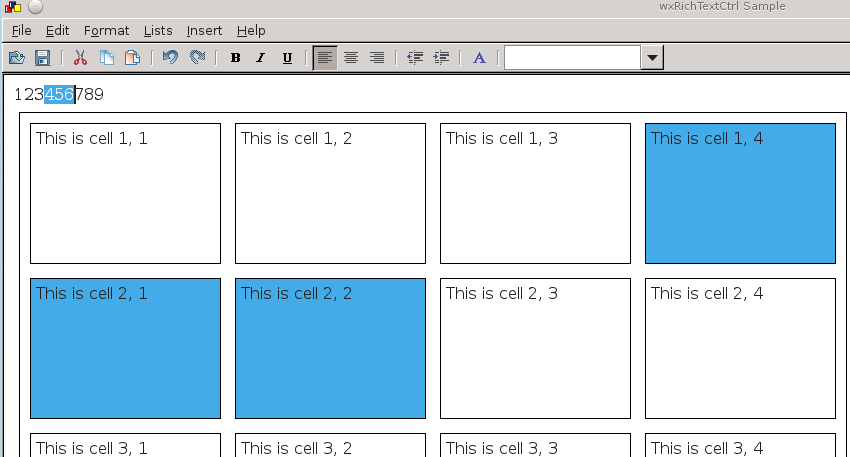 wxRichTextCtrl Sample
File Edit Format Lists Insert Help
B I U A
123456789
This is cell 1, 1 This is cell 1, 2 This is cell 1, 3 This is cell 1, 4
This is cell 2, 1 This is cell 2, 2 This is cell 2, 3 This is cell 2, 4
This is cell 3, 1 This is cell 3, 2 This is cell 3, 3 This is cell 3, 4